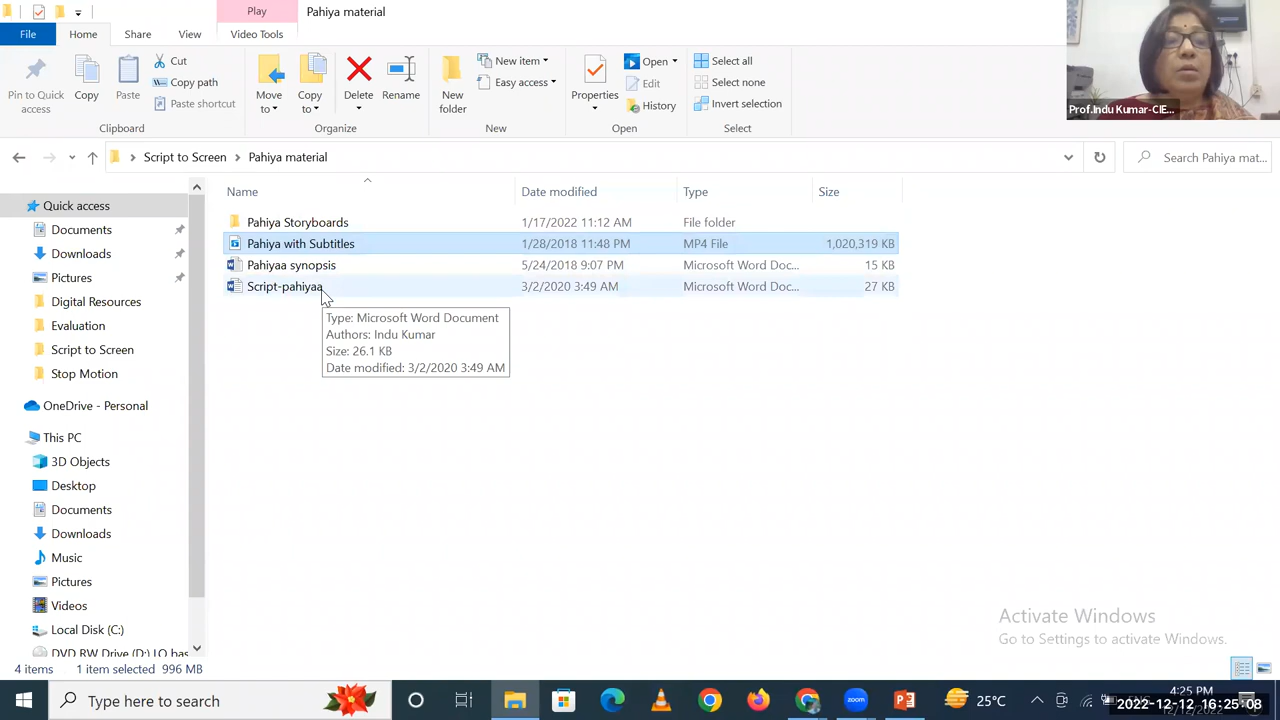 Play
Pahiya material
File
Home
Share
View
Video Tools
Pin to Quick access
Copy
Paste
Cut
Copy path
Paste shortcut
Clipboard
Move to
Copy to
Delete
Rename
Organize
New folder
New item
Easy access
New
Properties
Open
Edit
History
Open
Select all
Select none
Invert selection
Select
Prof.Indu Kumar-CIE...
Script to Screen
Pahiya material
Search Pahiya mat...
Name
Date modified
Type
Size
Pahiya Storyboards 1/17/2022 11:12 AM File folder
Pahiya with Subtitles 1/28/2018 11:48 PM MP4 File 1,020,319 KB
Pahiyaa synopsis 5/24/2018 9:07 PM Microsoft Word Doc... 15 KB
Script-pahiyaa 3/2/2020 3:49 AM Microsoft Word Doc... 27 KB
Type: Microsoft Word Document
Authors: Indu Kumar
Size: 26.1 KB
Date modified: 3/2/2020 3:49 AM
Quick access
Documents
Downloads
Pictures
Digital Resources
Evaluation
Script to Screen
Stop Motion
OneDrive - Personal
This PC
3D Objects
Desktop
Documents
Downloads
Music
Pictures
Videos
Local Disk (C:)
DVD RW Drive (D:) LO bas
Activate Windows
Go to Settings to activate Windows.
4 items 1 item selected 996 MB
Type here to search
25°C
4:25 PM
2022-12-12 16:25:08